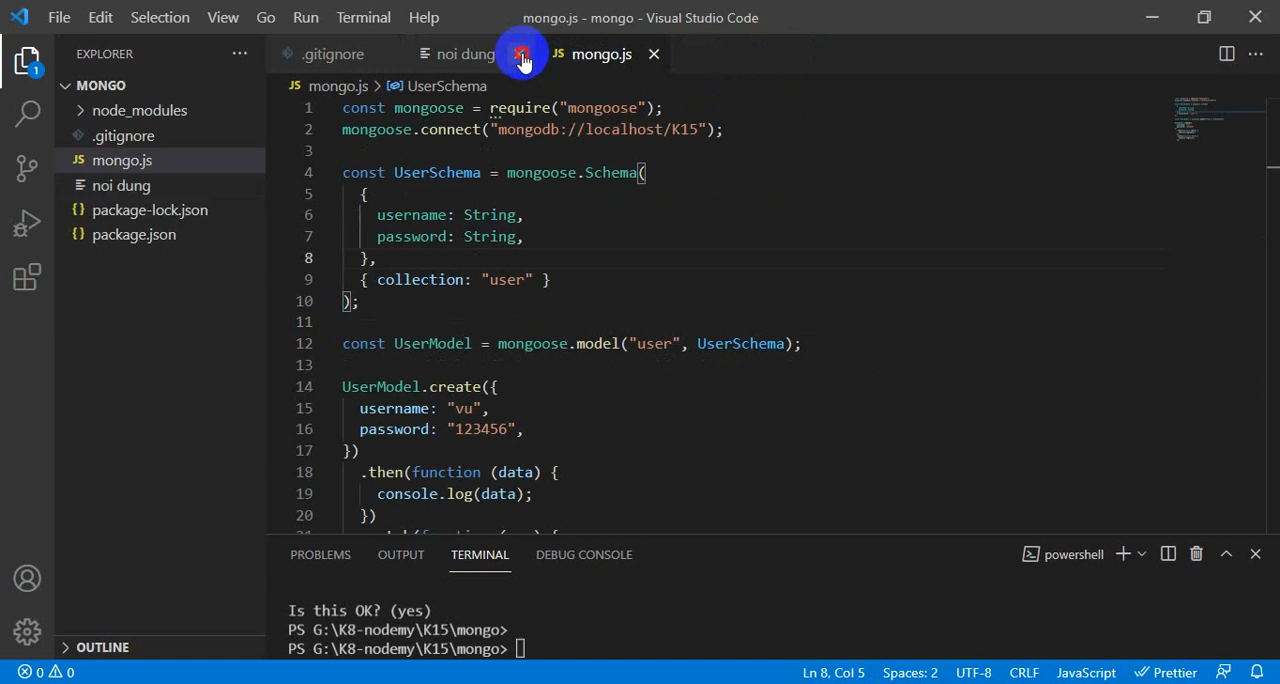 File Edit Selection View Go Run Terminal Help mongo.js - mongo - Visual Studio Code
EXPLORER
.gitignore noi dung JS mongo.js
1
MONGO
node_modules
.gitignore
JS mongo.js
noi dung
{} package-lock.json
{} package.json
OUTLINE
JS mongo.js > UserSchema
1 const mongoose = require("mongoose");
2 mongoose.connect("mongodb://localhost/K15");
3
4 const UserSchema = mongoose.Schema(
5 {
6 username: String,
7 password: String,
8 },
9 { collection: "user" }
10 );
11
12 const UserModel = mongoose.model("user", UserSchema);
13
14 UserModel.create({
15 username: "vu",
16 password: "123456",
17 })
18 .then(function (data) {
19 console.log(data);
20 })
PROBLEMS OUTPUT TERMINAL DEBUG CONSOLE powershell
Is this OK? (yes)
PS G:\K8-nodemy\K15\mongo>
PS G:\K8-nodemy\K15\mongo>
0 0 Ln 8, Col 5 Spaces: 2 UTF-8 CRLF JavaScript Prettier